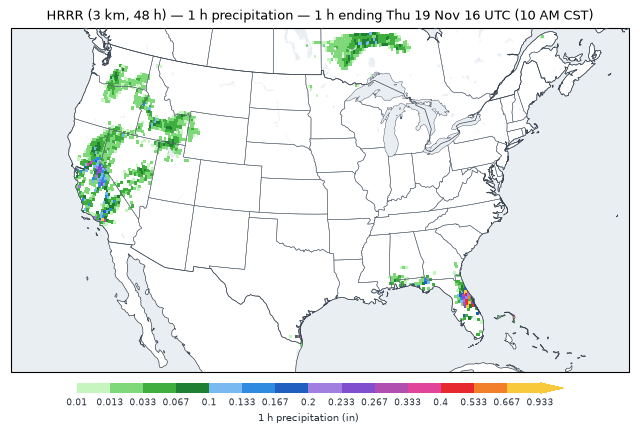 HRRR (3 km, 48 h) — 1 h precipitation — 1 h ending Thu 19 Nov 16 UTC (10 AM CST)
0.01 0.013 0.033 0.067 0.1 0.133 0.167 0.2 0.233 0.267 0.333 0.4 0.533 0.667 0.933
1 h precipitation (in)